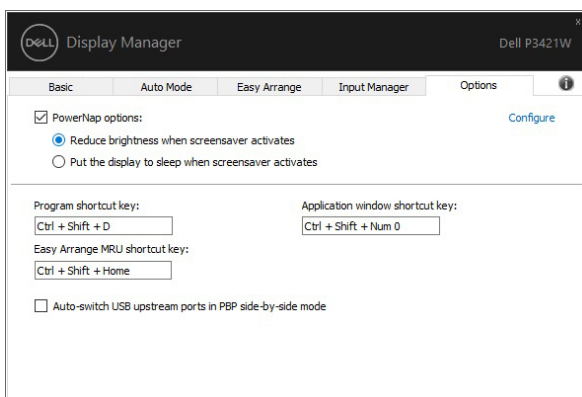 DELL Display Manager
Dell P3421W
Basic Auto Mode Easy Arrange Input Manager Options
PowerNap options:
Configure
Reduce brightness when screensaver activates
Put the display to sleep when screensaver activates
Program shortcut key:
Application window shortcut key:
Ctrl + Shift + D
Ctrl + Shift + Num 0
Easy Arrange MRU shortcut key:
Ctrl + Shift + Home
Auto-switch USB upstream ports in PBP side-by-side mode